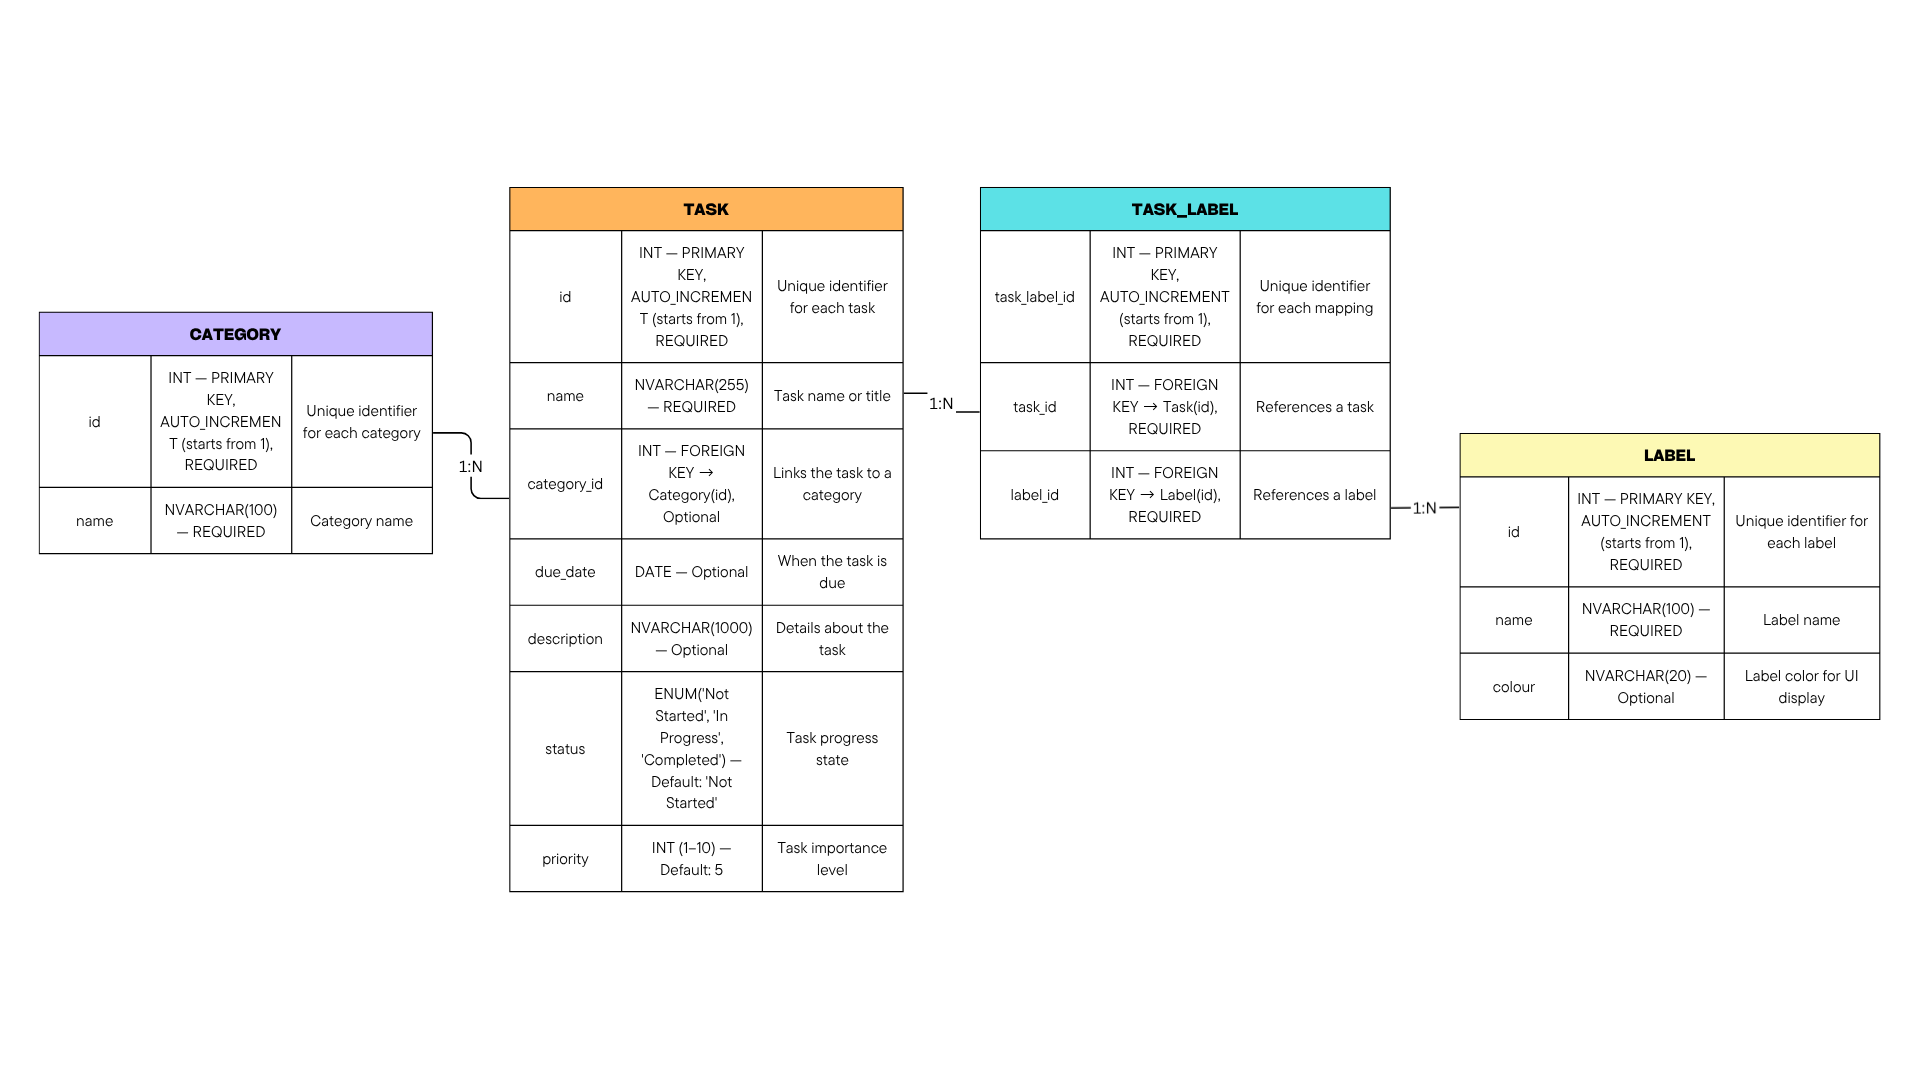 CATEGORY
id
INT — PRIMARY
KEY,
AUTO_INCREMEN
T (starts from 1),
REQUIRED
Unique identifier
for each category
name
NVARCHAR(100)
— REQUIRED
Category name
1:N
TASK
id
INT — PRIMARY
KEY,
AUTO_INCREMEN
T (starts from 1),
REQUIRED
Unique identifier
for each task
name
NVARCHAR(255)
— REQUIRED
Task name or title
category_id
INT — FOREIGN
KEY →
Category(id),
Optional
Links the task to a
category
due_date
DATE — Optional
When the task is
due
description
NVARCHAR(1000)
— Optional
Details about the
task
status
ENUM('Not
Started', 'In
Progress',
'Completed') —
Default: 'Not
Started'
Task progress
state
priority
INT (1–10) —
Default: 5
Task importance
level
1:N
TASK_LABEL
task_label_id
INT — PRIMARY
KEY,
AUTO_INCREMENT
(starts from 1),
REQUIRED
Unique identifier
for each mapping
task_id
INT — FOREIGN
KEY → Task(id),
REQUIRED
References a task
label_id
INT — FOREIGN
KEY → Label(id),
REQUIRED
References a label
1:N
LABEL
id
INT — PRIMARY KEY,
AUTO_INCREMENT
(starts from 1),
REQUIRED
Unique identifier for
each label
name
NVARCHAR(100) —
REQUIRED
Label name
colour
NVARCHAR(20) —
Optional
Label color for UI
display